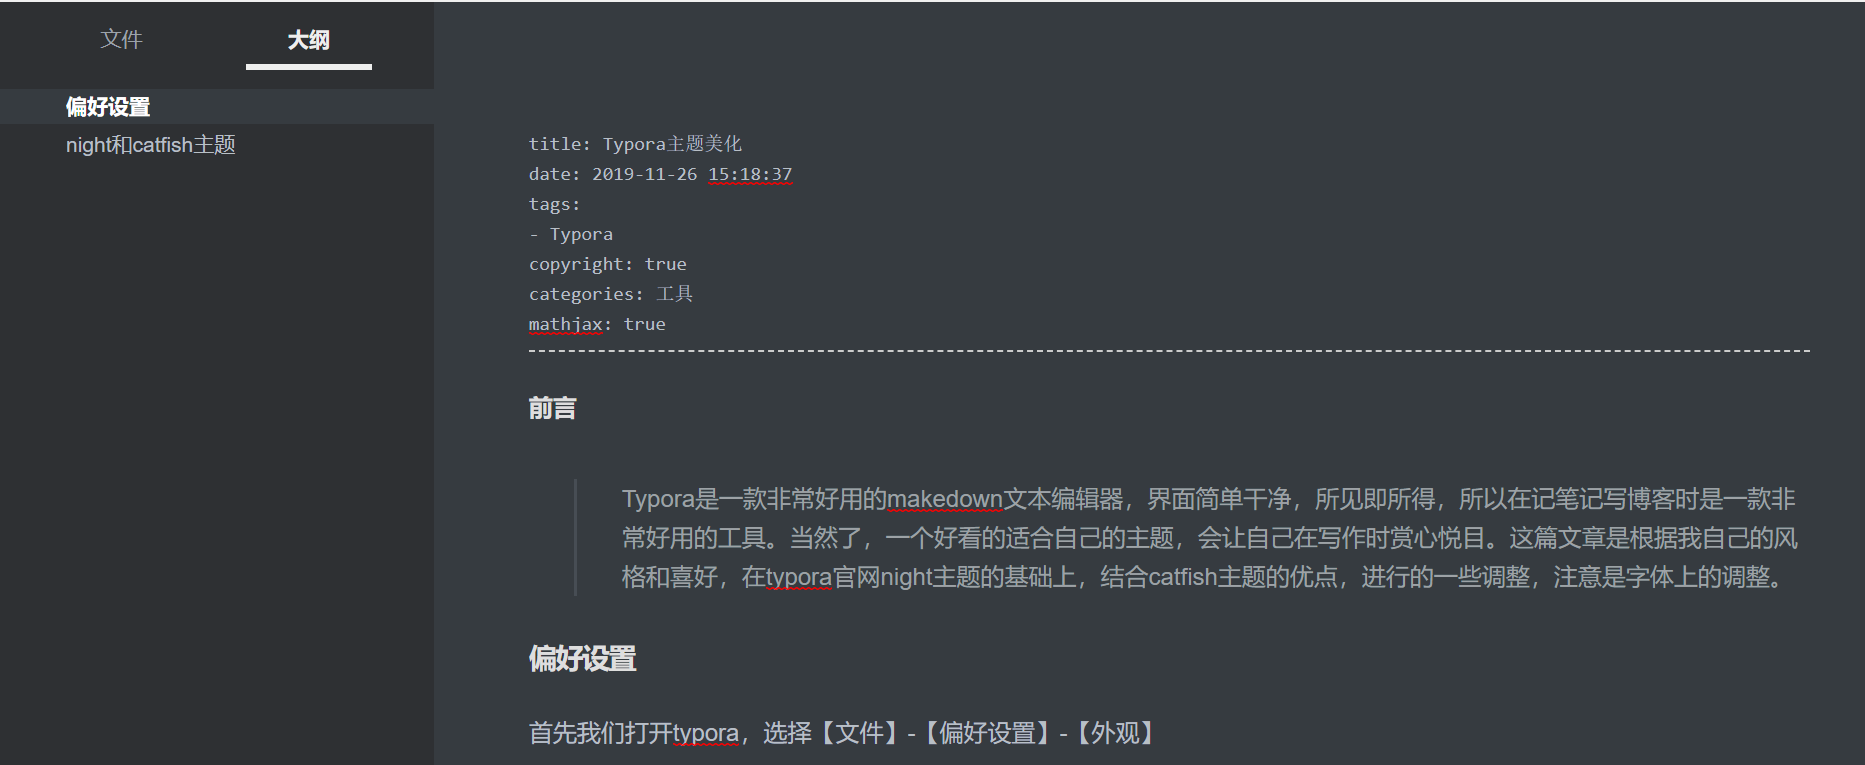 文件 大纲
偏好设置
night和catfish主题
title: Typora主题美化
date: 2019-11-26 15:18:37
tags:
- Typora
copyright: true
categories: 工具
mathjax: true
前言
Typora是一款非常好用的makedown文本编辑器，界面简单干净，所见即所得，所以在记笔记写博客时是一款非
常好用的工具。当然了，一个好看的适合自己的主题，会让自己在写作时赏心悦目。这篇文章是根据我自己的风
格和喜好，在typora官网night主题的基础上，结合catfish主题的优点，进行的一些调整，注意是字体上的调整。
偏好设置
首先我们打开typora，选择【文件】-【偏好设置】-【外观】